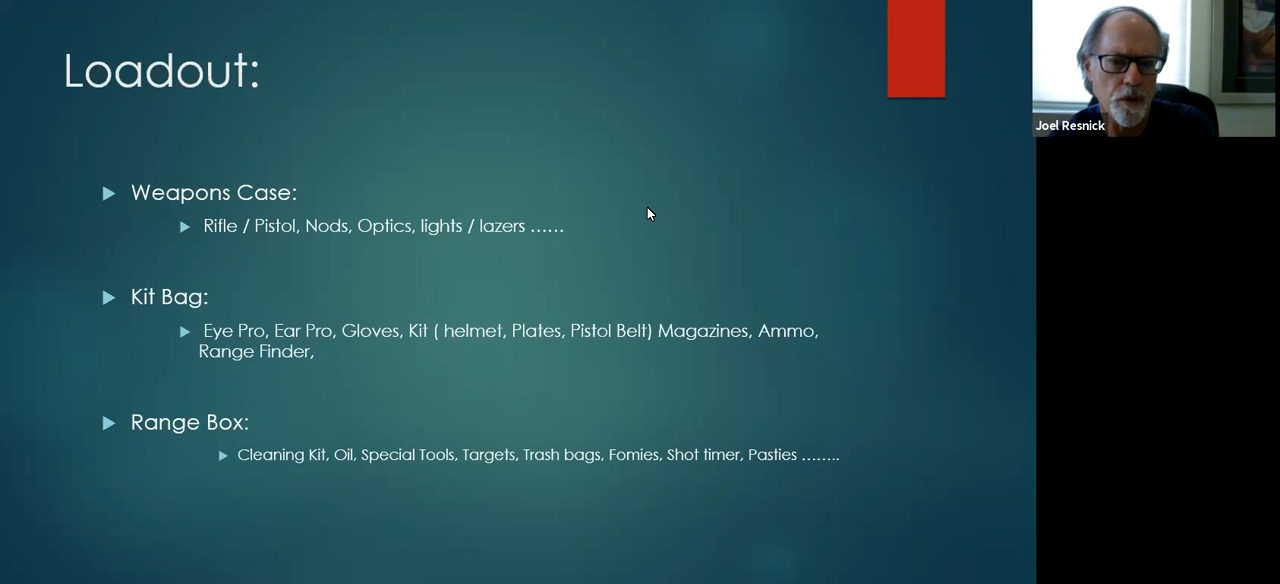 Loadout:
Weapons Case:
Rifle / Pistol, Nods, Optics, lights / lazers ......
Kit Bag:
Eye Pro, Ear Pro, Gloves, Kit ( helmet, Plates, Pistol Belt) Magazines, Ammo,
Range Finder,
Range Box:
Cleaning Kit, Oil, Special Tools, Targets, Trash bags, Fomies, Shot timer, Pasties ........
Joel Resnick